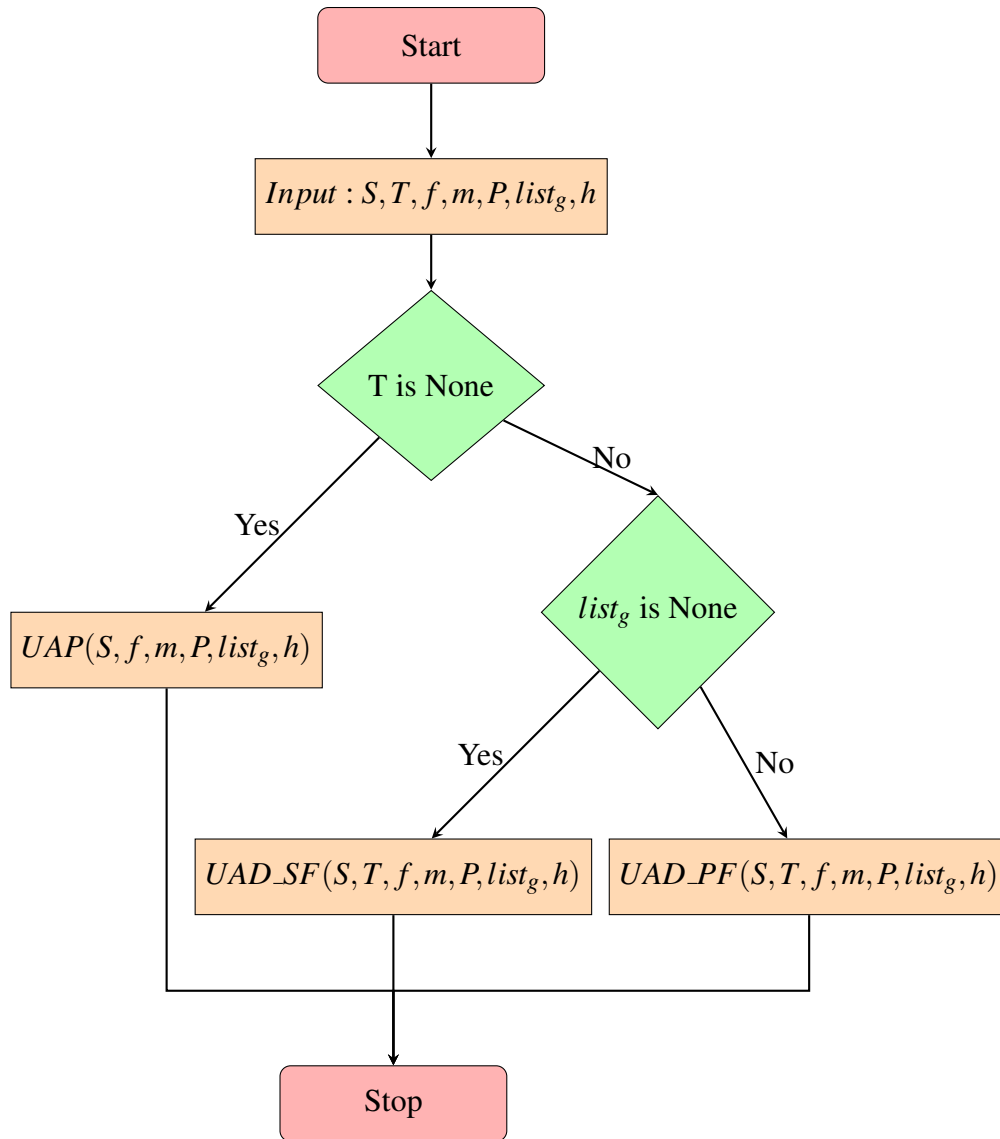 Start
Input : S, T, f, m, P, list_g, h
T is None
No
Yes
list_g is None
UAP(S, f, m, P, list_g, h)
Yes
No
UAD_SF(S, T, f, m, P, list_g, h)
UAD_PF(S, T, f, m, P, list_g, h)
Stop